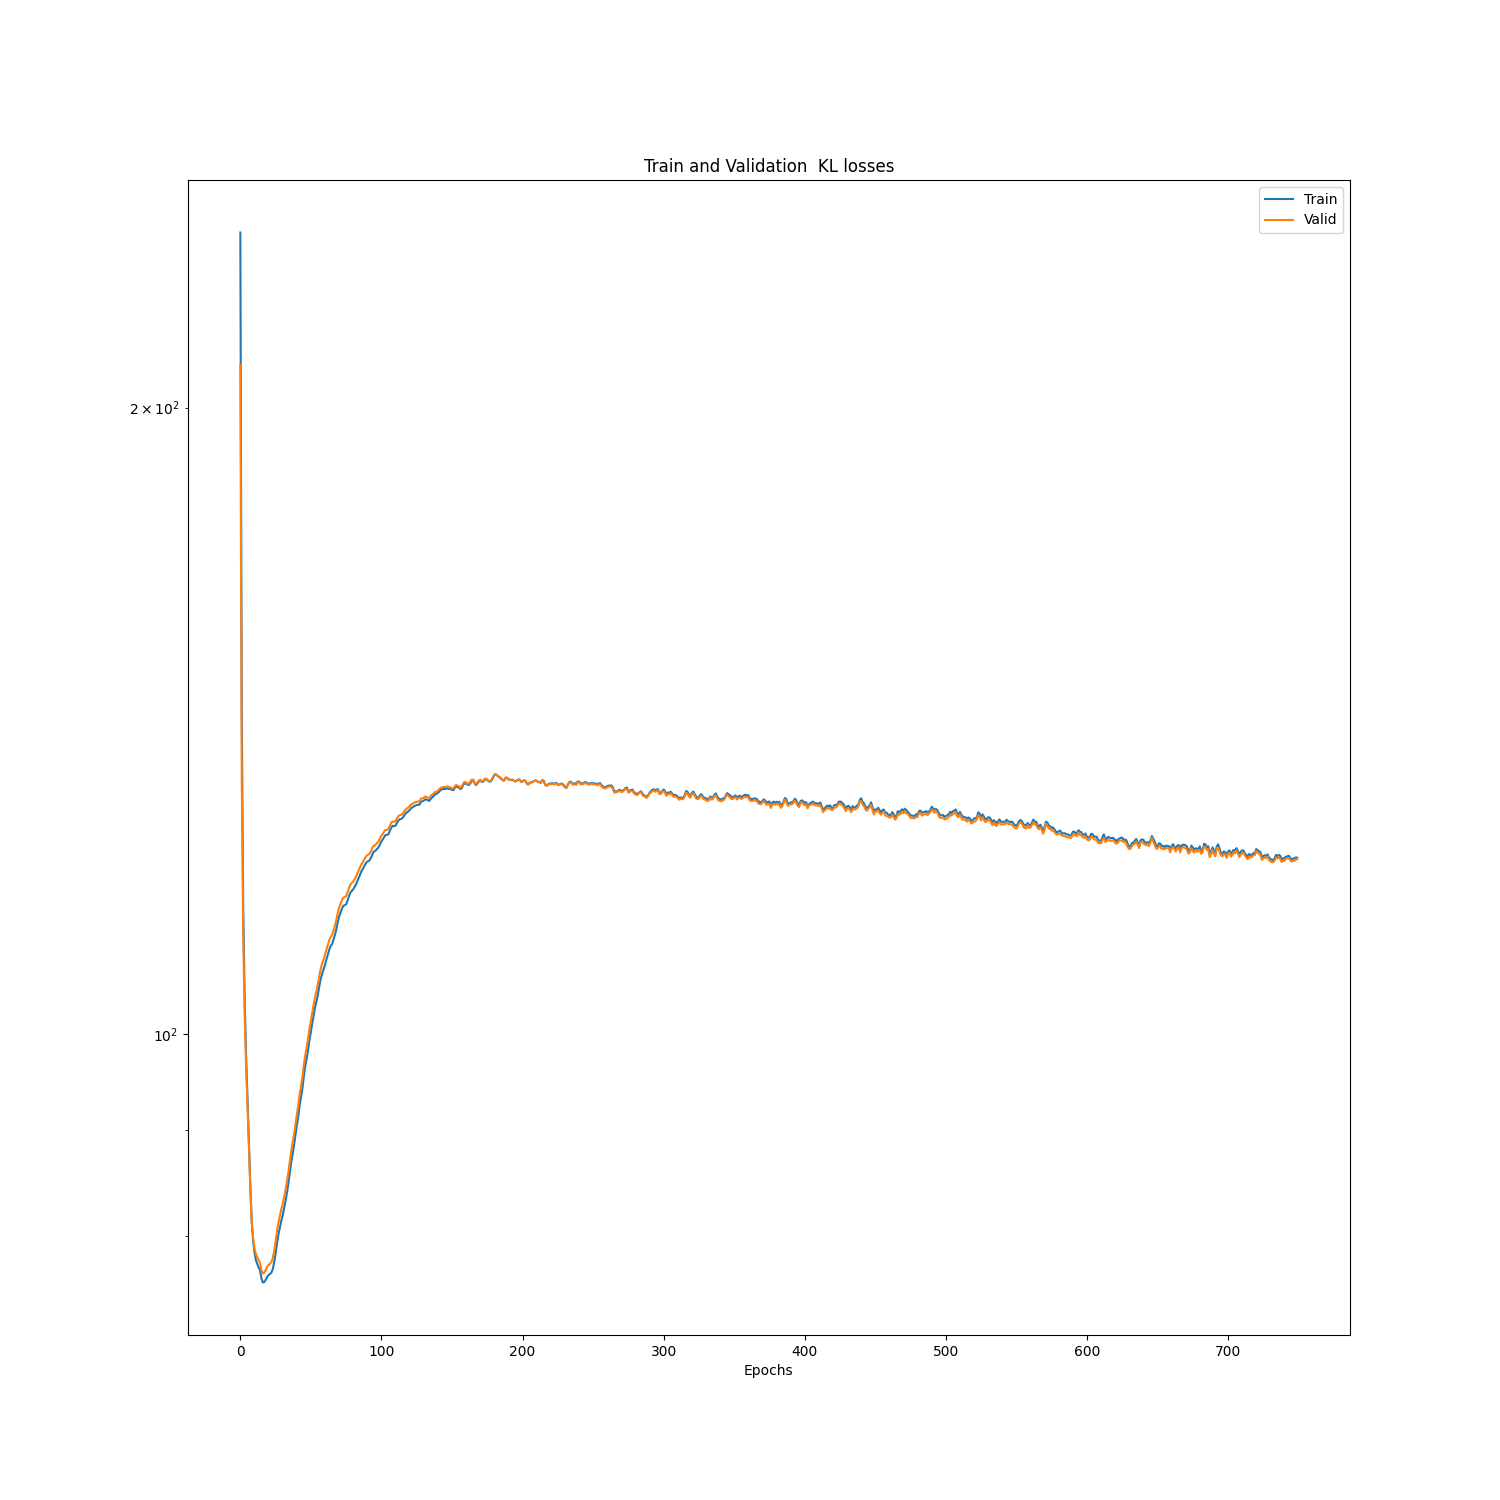 Train and Validation  KL losses
Train
Valid
2 × 10²
10²
0 100 200 300 400 500 600 700
Epochs